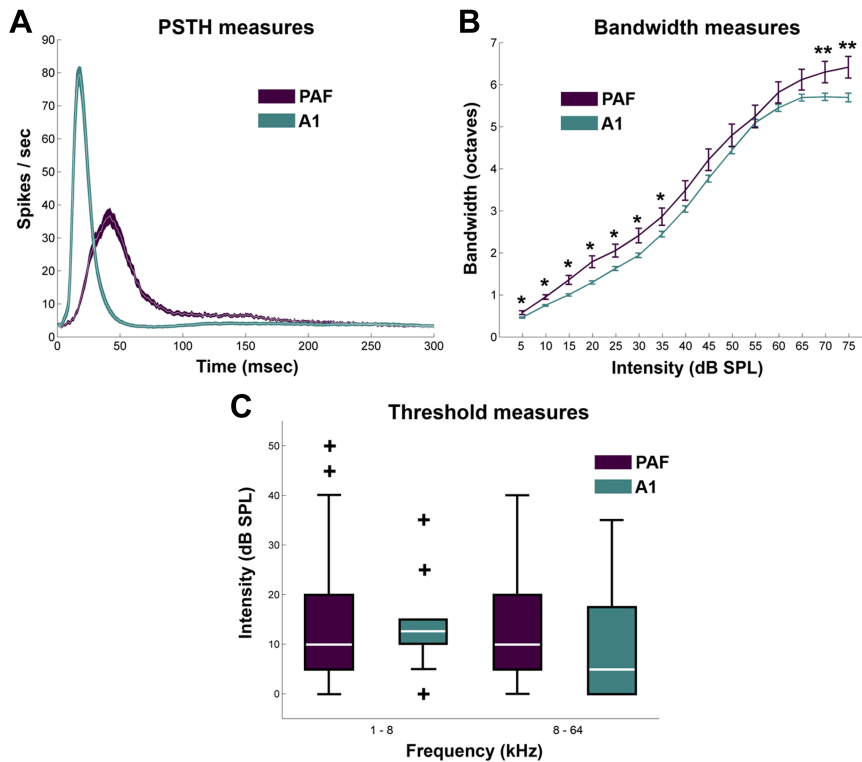 A
PSTH measures
90
80
70
60
50
40
30
20
10
0
Spikes / sec
PAF
A1
0 50 100 150 200 250 300
Time (msec)
B
Bandwidth measures
7
6
5
4
3
2
1
0
Bandwidth (octaves)
PAF
A1
* * * * * * * ** **
5 10 15 20 25 30 35 40 45 50 55 60 65 70 75
Intensity (dB SPL)
C
Threshold measures
50
40
30
20
10
0
Intensity (dB SPL)
PAF
A1
1 - 8 8 - 64
Frequency (kHz)